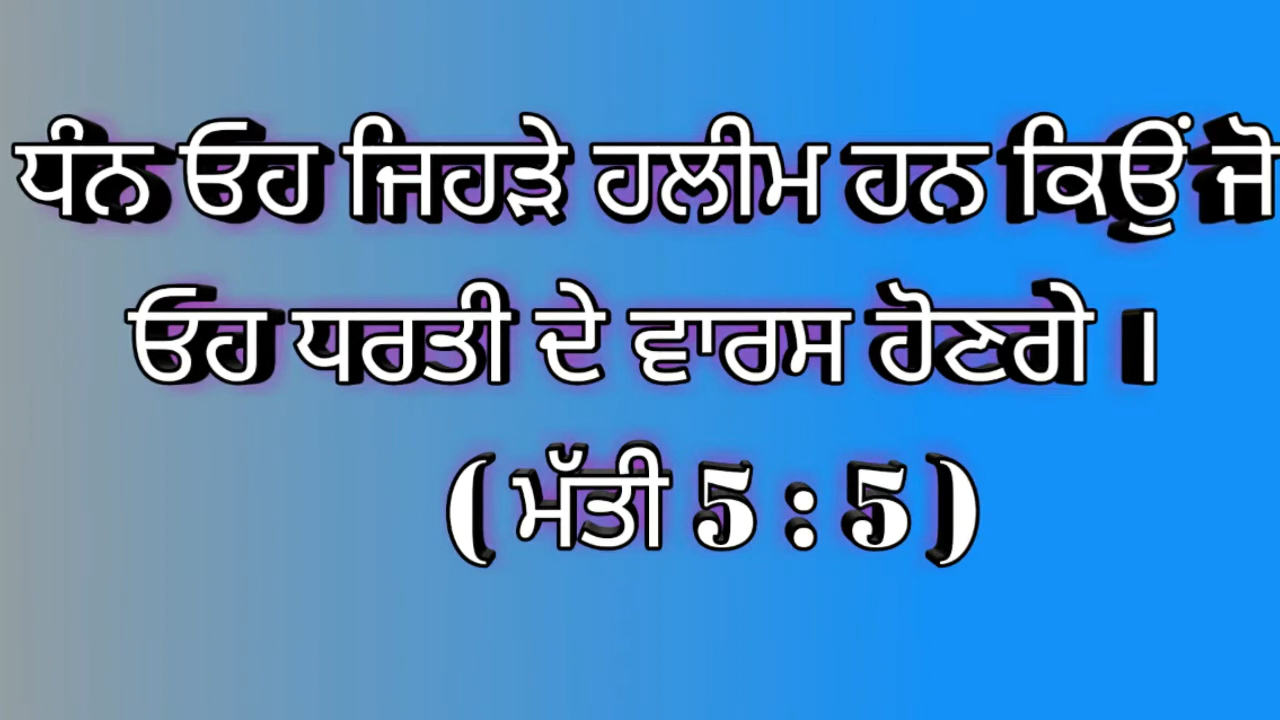 ਧੰਨ ਓਹ ਜਿਹੜੇ ਹਲੀਮ ਹਨ ਕਿਉਂ ਜੋ
ਓਹ ਧਰਤੀ ਦੇ ਵਾਰਸ ਹੋਣਗੇ ।
( ਮੱਤੀ 5 : 5 )